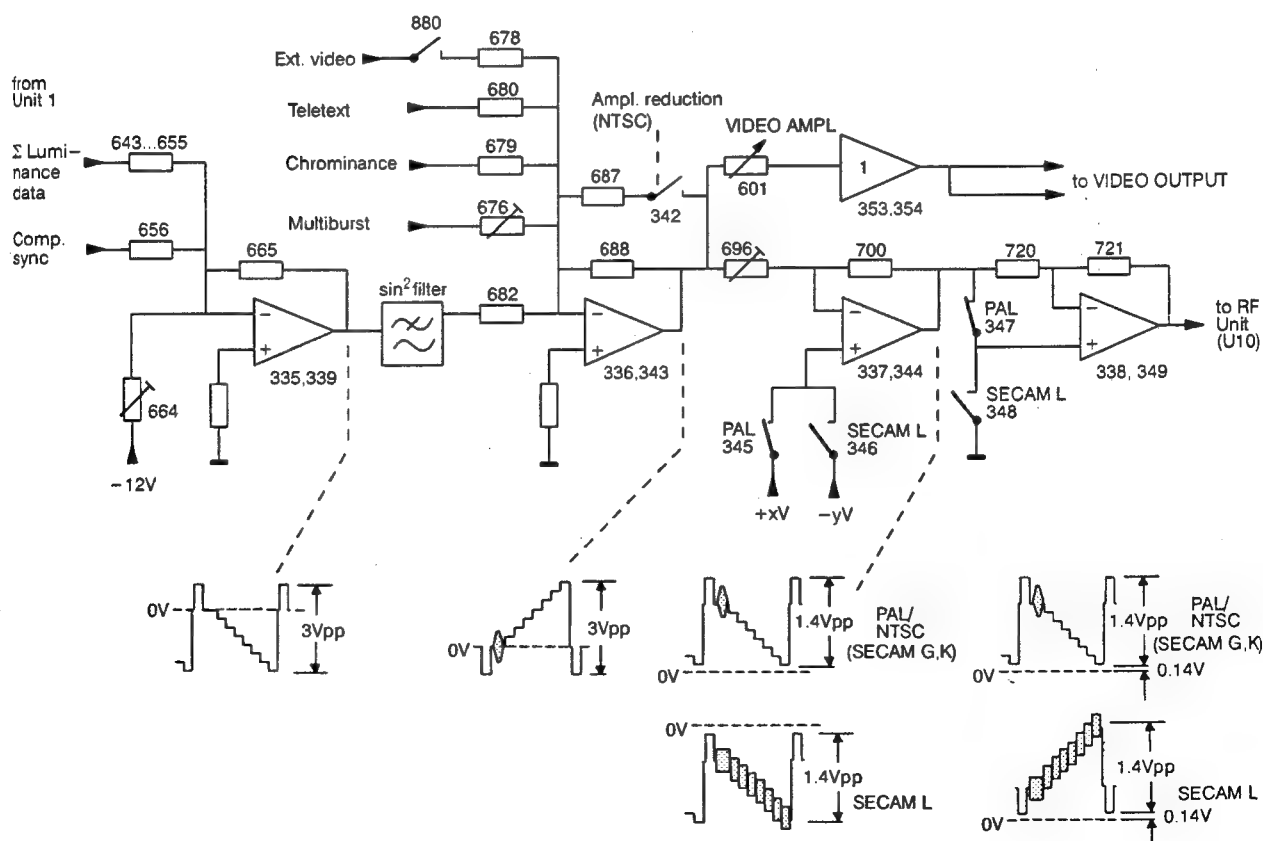 880
678
Ext. video
from
Unit 1
680
Teletext
Ampl. reduction
(NTSC)
VIDEO AMPL
643...655
Σ Lumi-
nance
data
679
Chrominance
687
342
601
1
353,354
to VIDEO OUTPUT
Comp.
sync
656
676
Multiburst
665
sin² filter
682
688
696
700
720
721
−
+
335,339
664
−12V
−
+
336,343
−
+
337,344
PAL
347
−
+
338, 349
to RF
Unit
(U10)
SECAM L
348
PAL
345
SECAM L
346
+xV
−yV
0V
3Vpp
0V
3Vpp
1.4Vpp
PAL/
NTSC
(SECAM G,K)
0V
1.4Vpp
PAL/
NTSC
(SECAM G,K)
0V
0.14V
0V
1.4Vpp
SECAM L
1.4Vpp
SECAM L
0V
0.14V